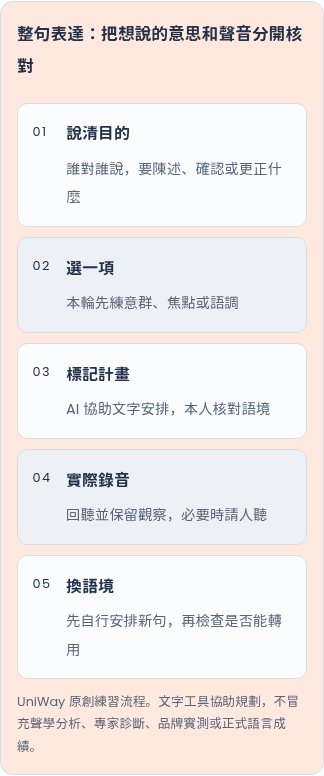 整句表達：把想說的意思和聲音分開核
對
01 說清目的
誰對誰說，要陳述、確認或更正什
麼
02 選一項
本輪先練意群、焦點或語調
03 標記計畫
AI 協助文字安排，本人核對語境
04 實際錄音
回聽並保留觀察，必要時請人聽
05 換語境
先自行安排新句，再檢查是否能轉
用
UniWay 原創練習流程。文字工具協助規劃，不冒
充聲學分析、專家診斷、品牌實測或正式語言成
績。